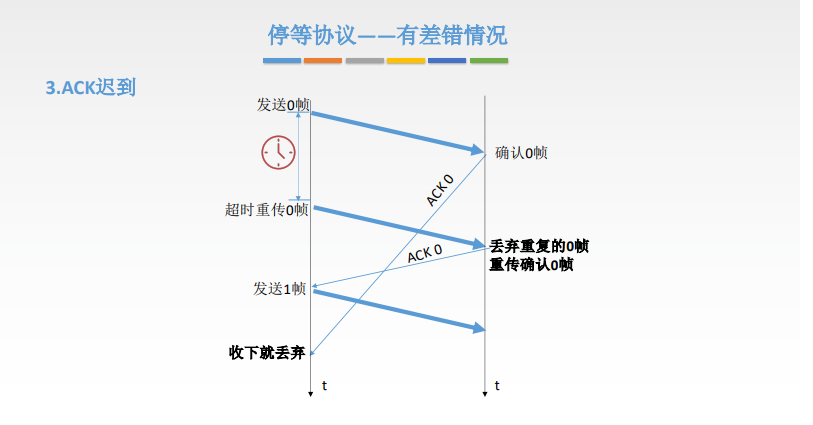 停等协议——有差错情况
3.ACK迟到
发送0帧
确认0帧
ACK 0
超时重传0帧
丢弃重复的0帧
重传确认0帧
ACK 0
发送1帧
收下就丢弃
t
t